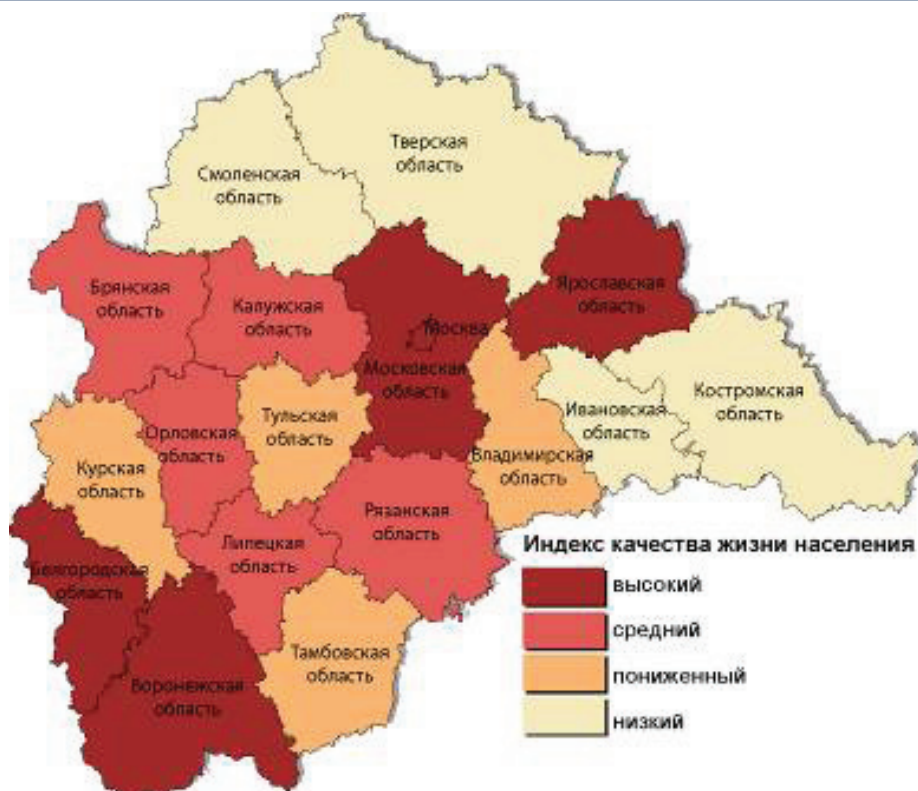 Тверская
область
Смоленская
область
Ярославская
область
Брянская
область
Калужская
область
Москва
Московская
область
Костромская
область
Ивановская
область
Тульская
область
Орловская
область
Владимирская
область
Курская
область
Рязанская
область
Липецкая
область
Белгородская
область
Тамбовская
область
Воронежская
область
Индекс качества жизни населения
высокий
средний
пониженный
низкий